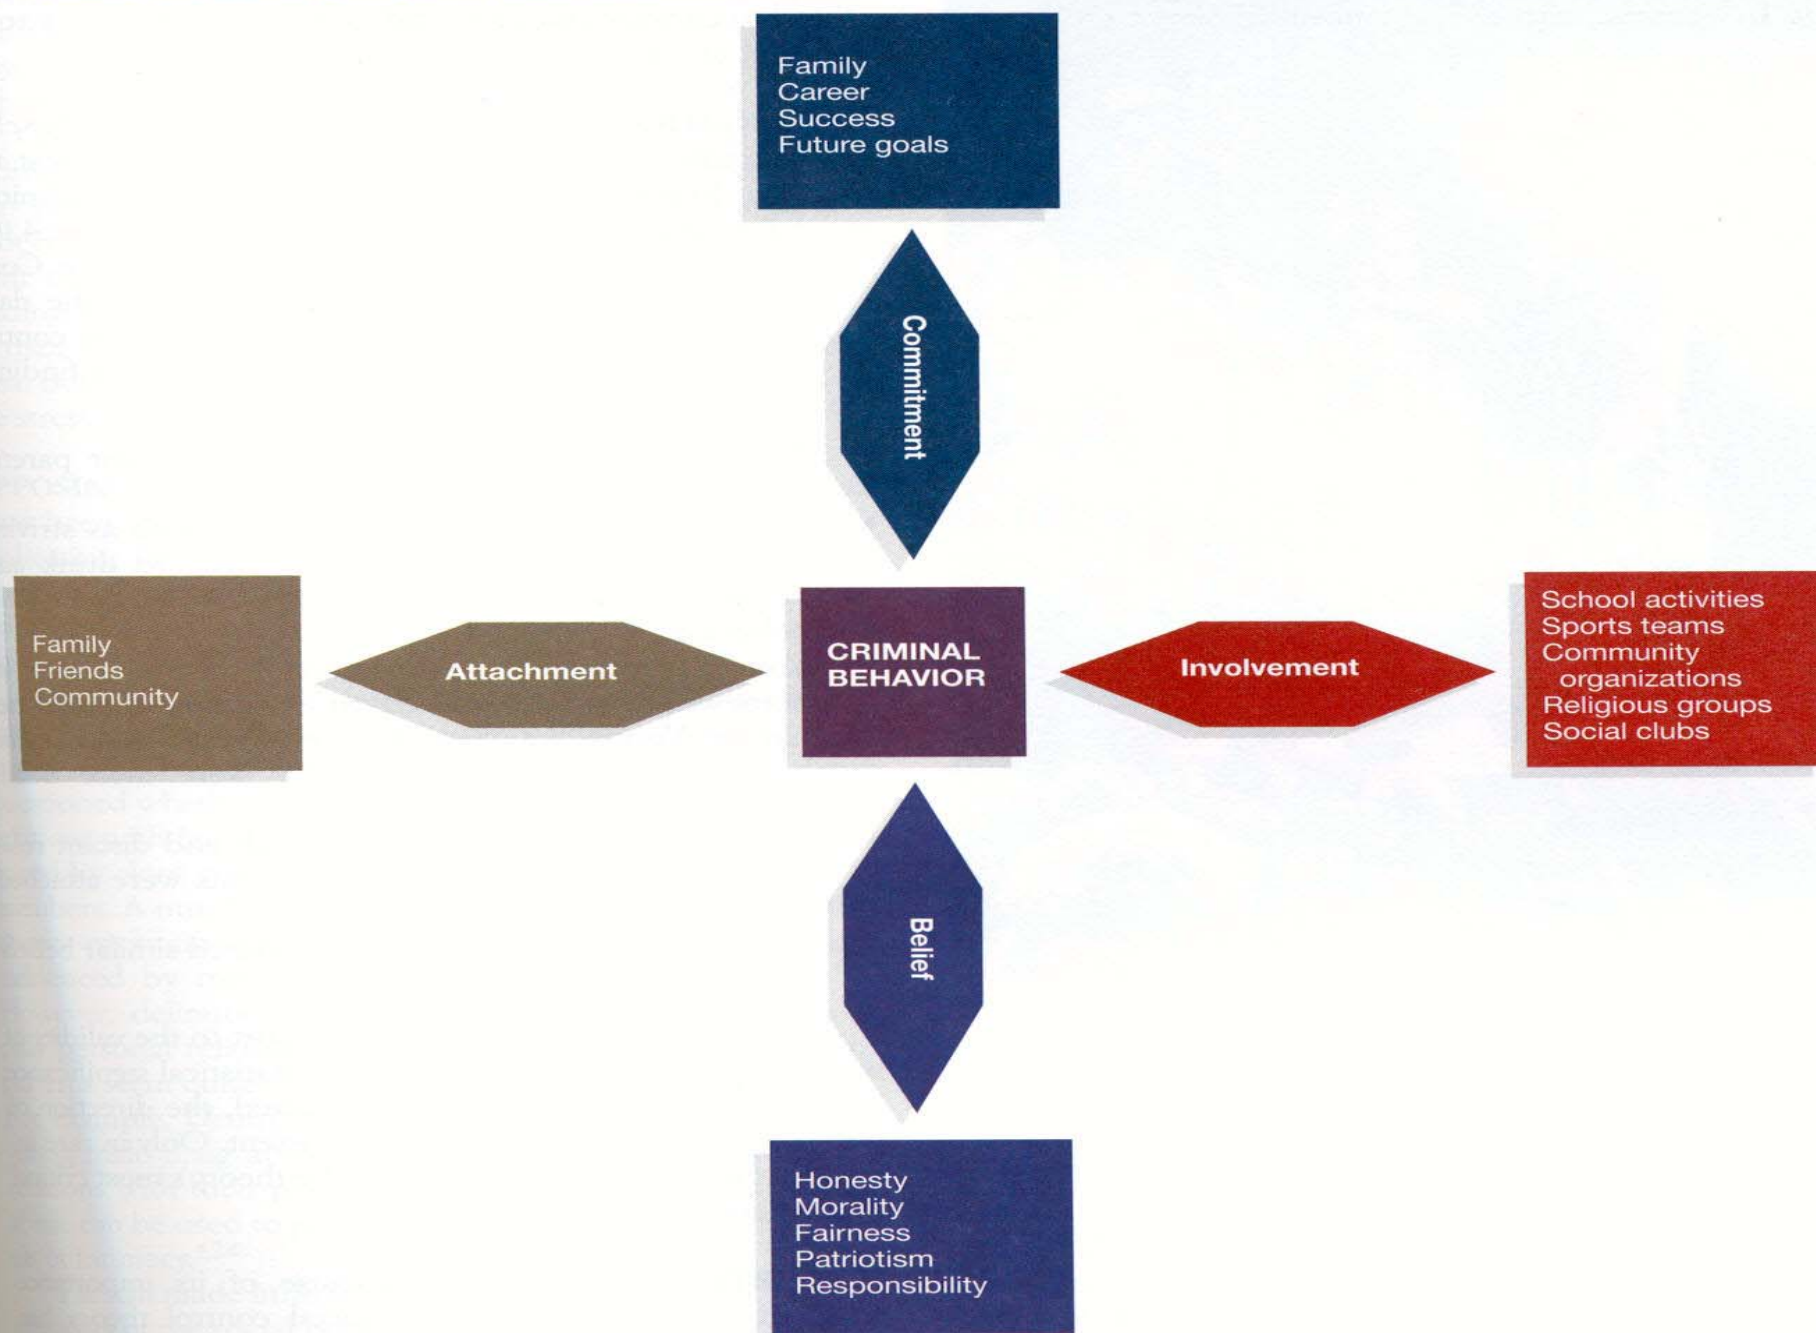 Family
Career
Success
Future goals
Commitment
Family
Friends
Community
Attachment
CRIMINAL
BEHAVIOR
Involvement
School activities
Sports teams
Community
organizations
Religious groups
Social clubs
Belief
Honesty
Morality
Fairness
Patriotism
Responsibility